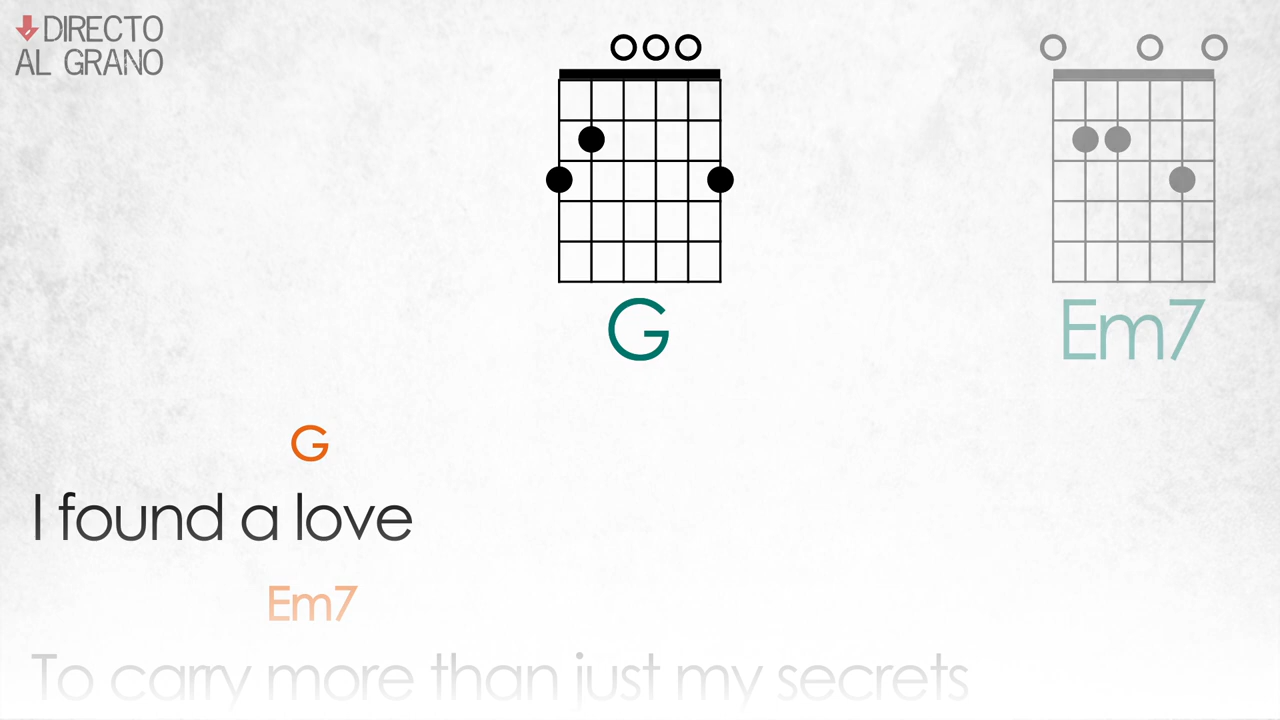 DIRECTO
AL GRANO
G
Em7
G
I found a love
Em7
To carry more than just my secrets